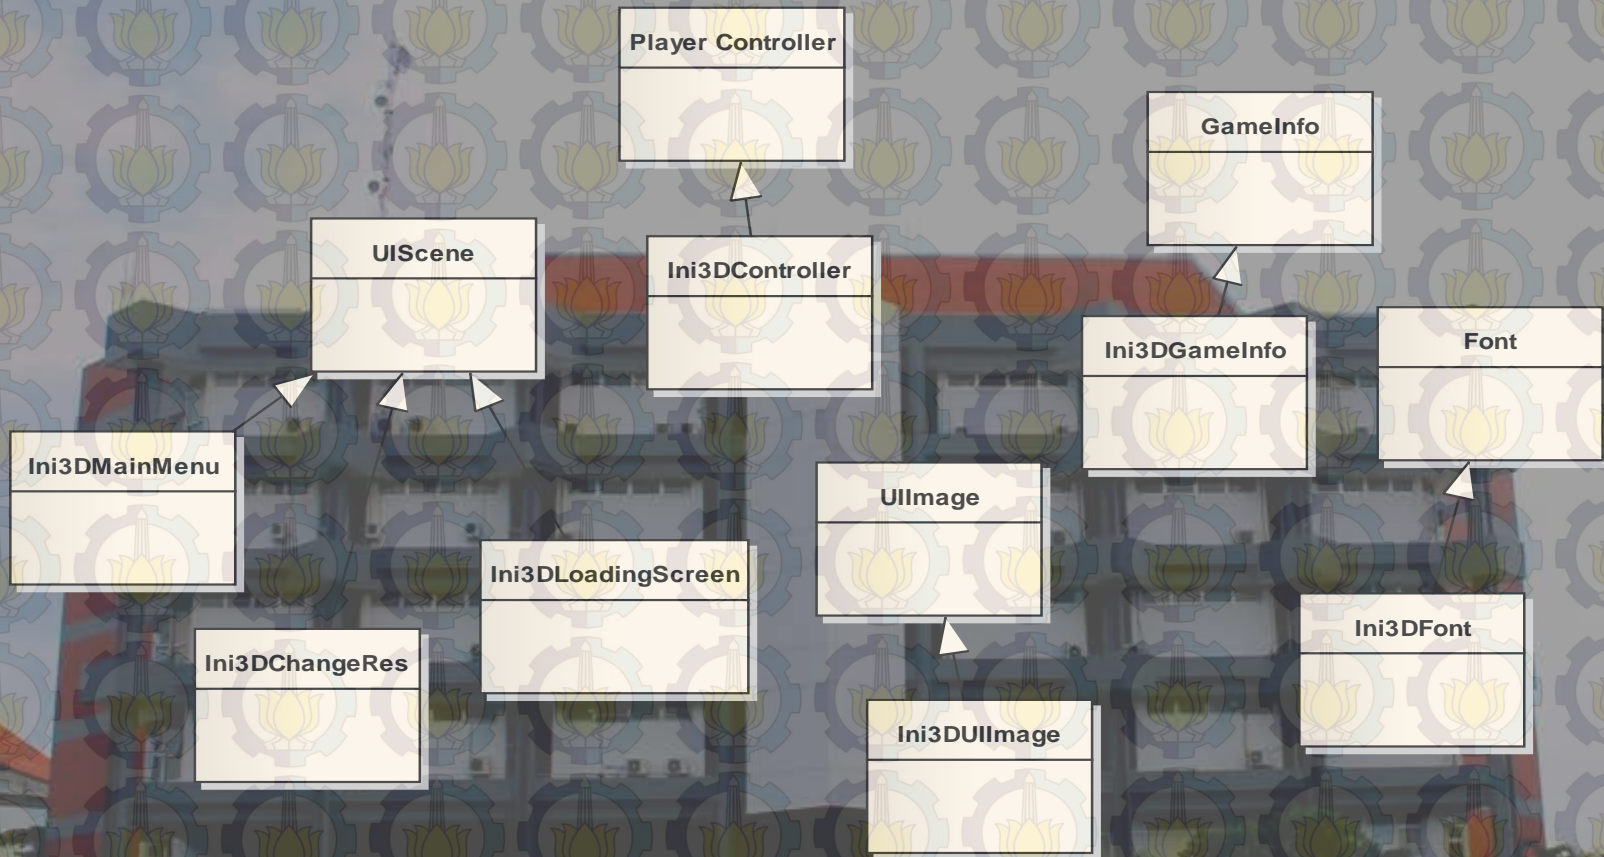 Player Controller
GameInfo
UIScene
Ini3DController
Ini3DGameInfo
Font
Ini3DMainMenu
UIImage
Ini3DLoadingScreen
Ini3DFont
Ini3DChangeRes
Ini3DUIImage